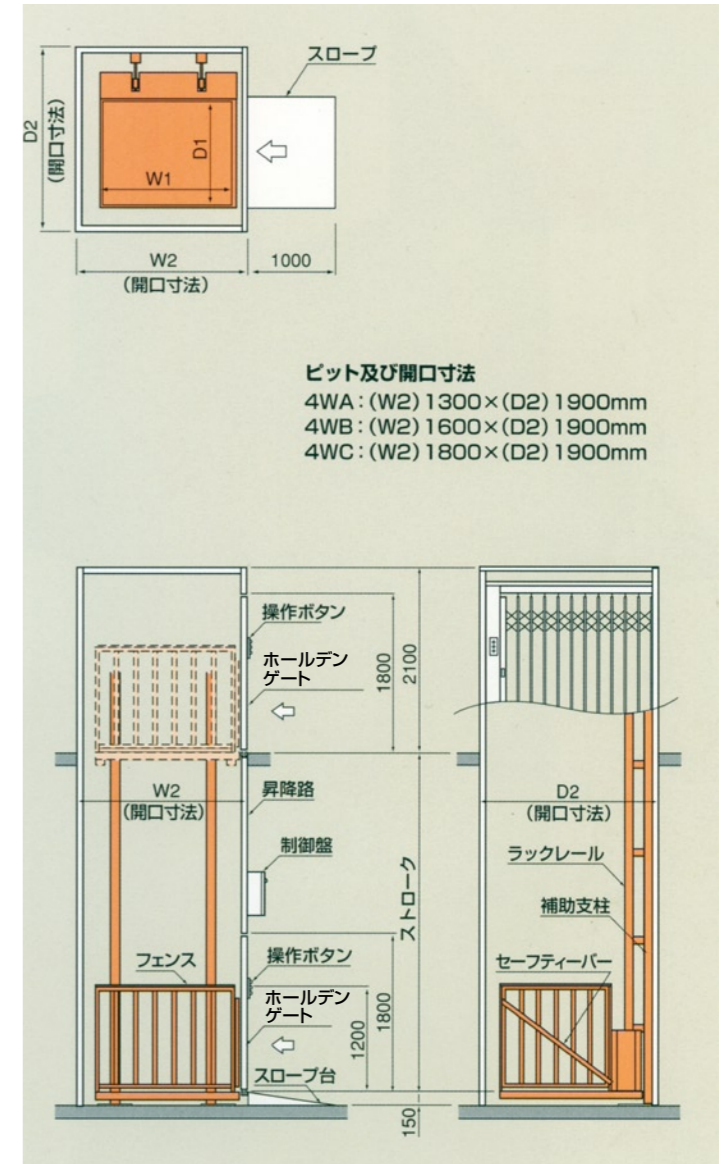 スロープ
D2
(開口寸法)
D1
W1
W2
(開口寸法)
1000
ピット及び開口寸法
4WA:(W2)1300×(D2)1900mm
4WB:(W2)1600×(D2)1900mm
4WC:(W2)1800×(D2)1900mm
操作ボタン
ホールデン
ゲート
1800
2100
W2
(開口寸法)
昇降路
制御盤
ストローク
フェンス
操作ボタン
ホールデン
ゲート
1200
1800
スロープ台
150
D2
(開口寸法)
ラックレール
補助支柱
セーフティーバー